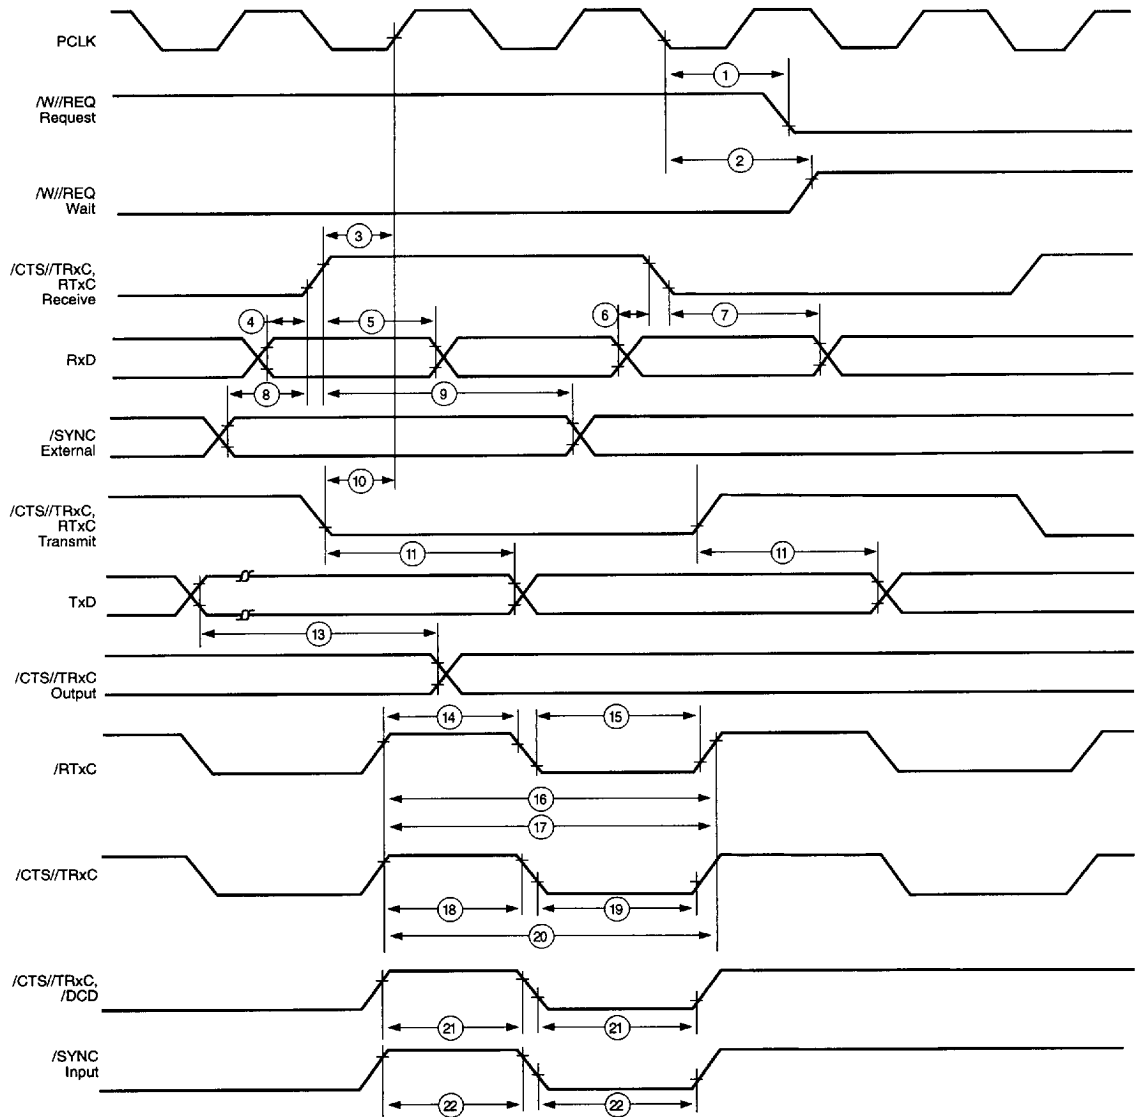 PCLK
1
/W//REQ
Request
2
/W//REQ
Wait
3
/CTS//TRxC,
RTxC
Receive
4
5
6
7
RxD
8
9
/SYNC
External
10
/CTS//TRxC,
RTxC
Transmit
11
11
TxD
13
/CTS//TRxC
Output
14
15
/RTxC
16
17
/CTS//TRxC
18
19
20
/CTS//TRxC,
/DCD
21
21
/SYNC
Input
22
22